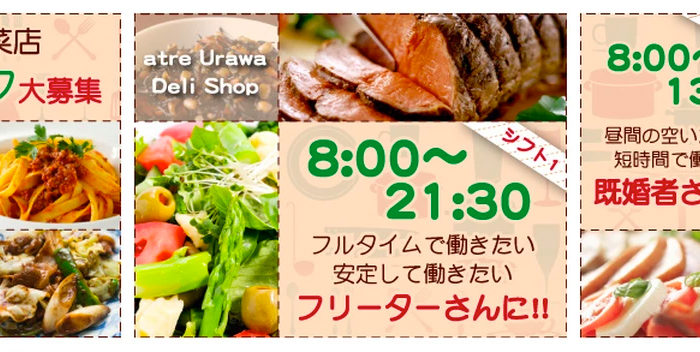 菜店
大募集
atre Urawa
Deli Shop
シフト1
8:00〜
21:30
フルタイムで働きたい
安定して働きたい
フリーターさんに!!
8:00〜
13
昼間の空い
短時間で働
既婚者さ